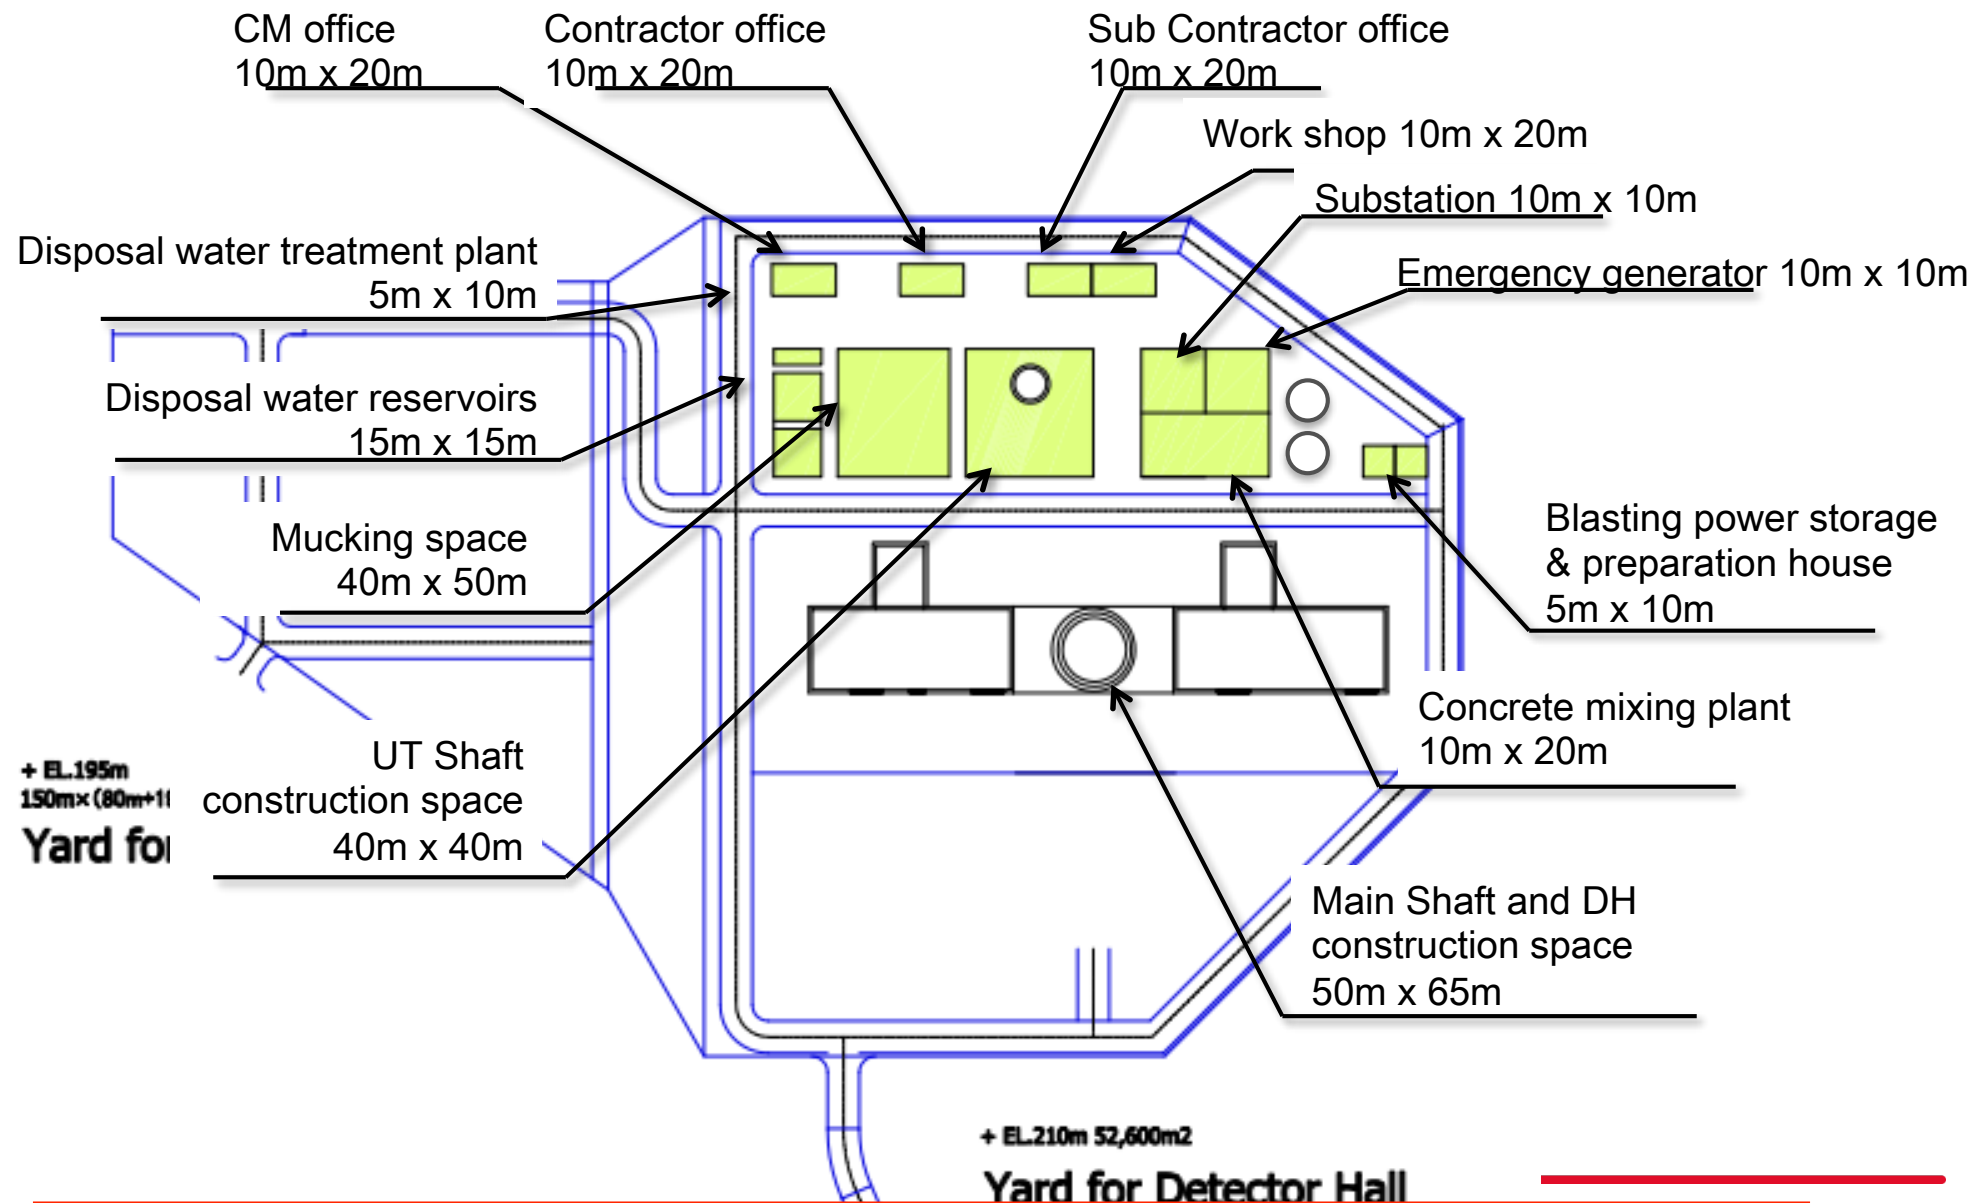 CM office
10m x 20m
Contractor office
10m x 20m
Sub Contractor office
10m x 20m
Work shop 10m x 20m
Substation 10m x 10m
Disposal water treatment plant
5m x 10m
Emergency generator 10m x 10m
Disposal water reservoirs
15m x 15m
Mucking space
40m x 50m
Blasting power storage
& preparation house
5m x 10m
Concrete mixing plant
10m x 20m
UT Shaft
construction space
40m x 40m
+ EL.195m
150m×(80m+
Yard for
Main Shaft and DH
construction space
50m x 65m
+ EL.210m 52,600m2
Yard for Detector Hall